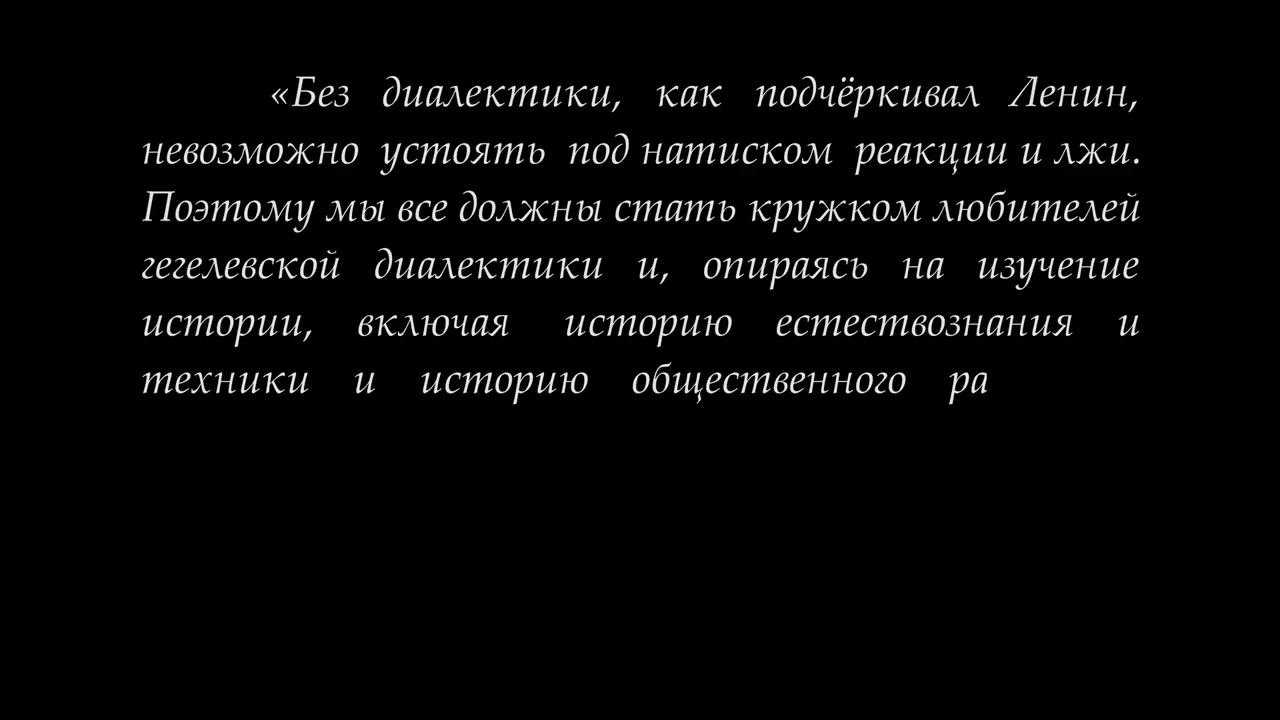 «Без диалектики, как подчёркивал Ленин,
невозможно устоять под натиском реакции и лжи.
Поэтому мы все должны стать кружком любителей
гегелевской диалектики и, опираясь на изучение
истории, включая историю естествознания и
техники и историю общественного ра